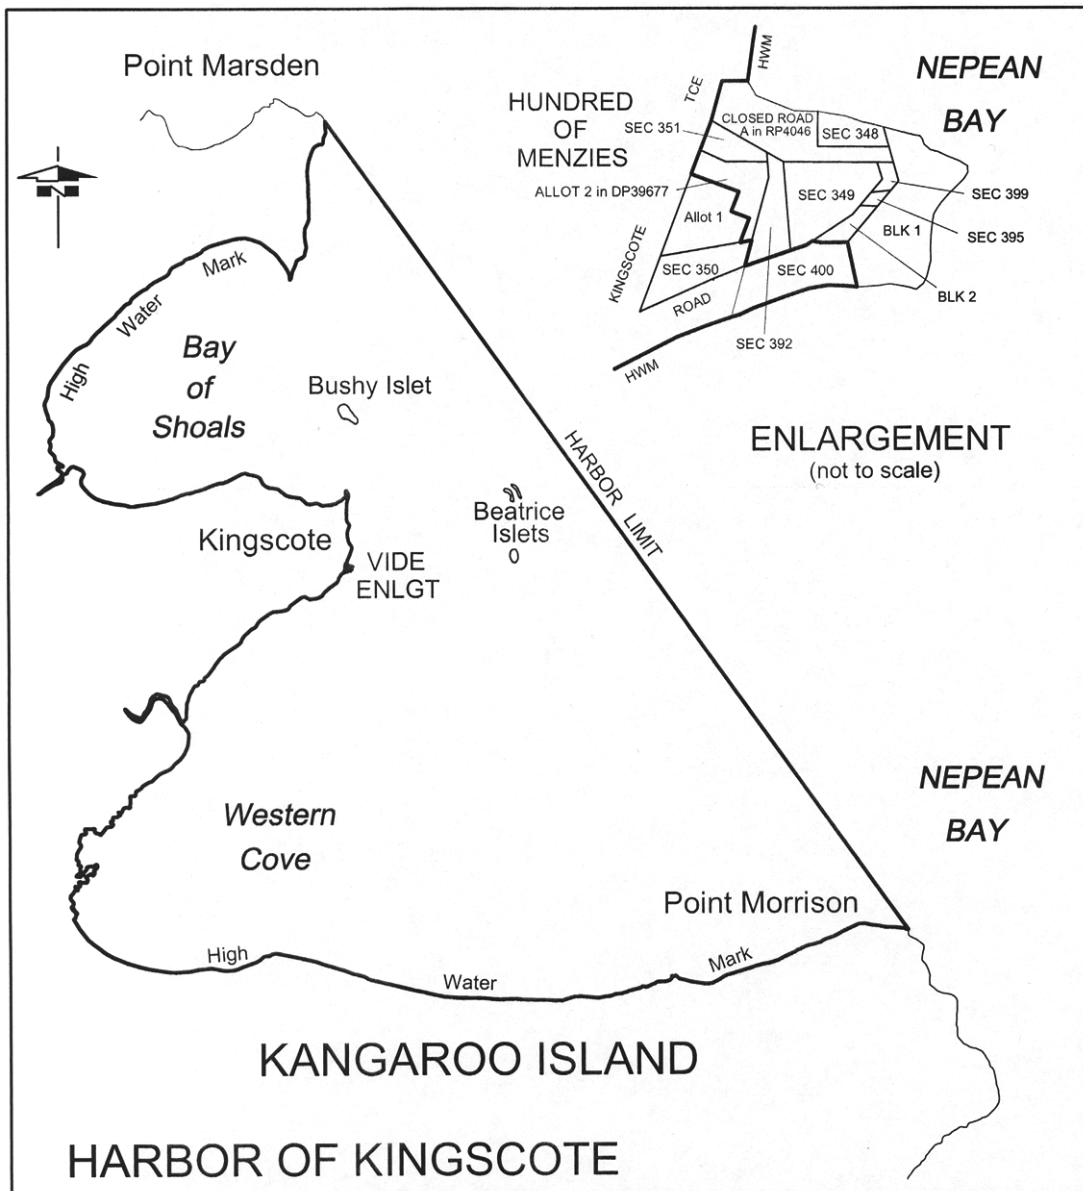 Point Marsden
HUNDRED
OF
MENZIES
TCE
HWM
NEPEAN
BAY
SEC 351
CLOSED ROAD
A in RP4046
SEC 348
ALLOT 2 in DP39677
SEC 349
SEC 399
Allot 1
BLK 1
SEC 395
KINGSCOTE
SEC 350
SEC 400
BLK 2
ROAD
SEC 392
HWM
ENLARGEMENT
(not to scale)
High
Water
Mark
Bay
of
Shoals
Bushy Islet
HARBOR LIMIT
Beatrice
Islets
Kingscote
VIDE
ENLGT
NEPEAN
BAY
Western
Cove
Point Morrison
High
Water
Mark
KANGAROO ISLAND
HARBOR OF KINGSCOTE